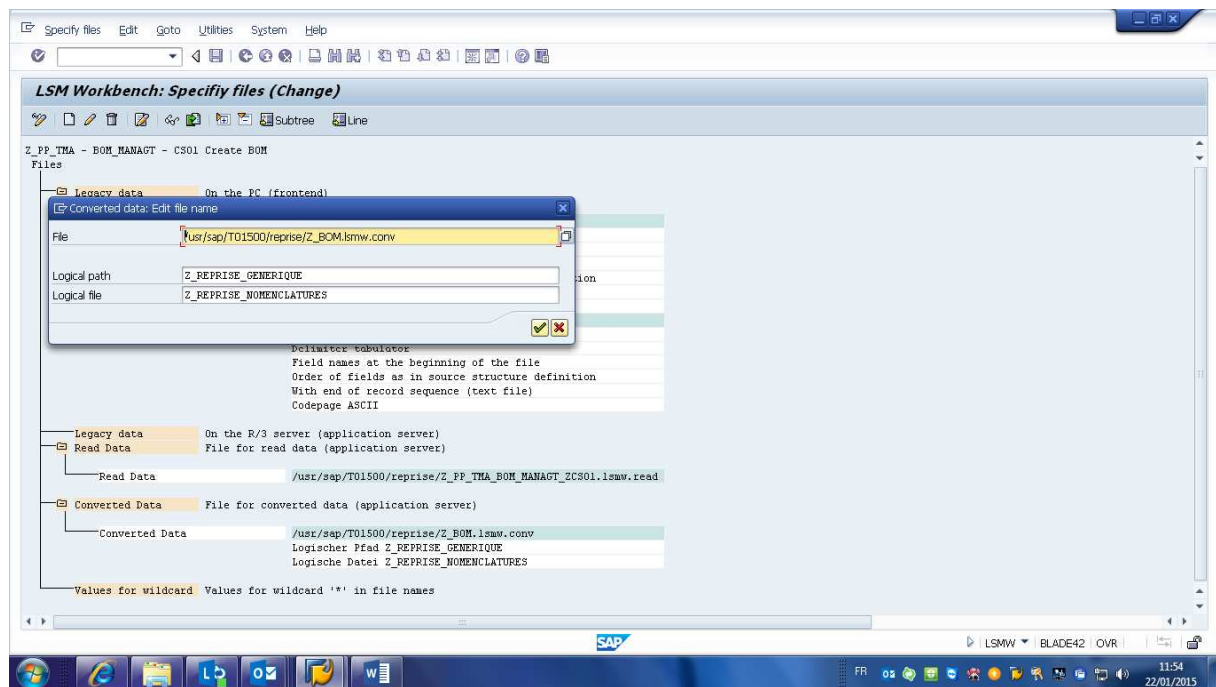 Specify files Edit Goto Utilities System Help
LSM Workbench: Specifiy files (Change)
Subtree Line
Z_PP_TMA - BOM_MANAGT - CS01 Create BOM
Files
Legacy data On the PC (frontend)
Converted data: Edit file name
File /usr/sap/T01500/reprise/Z_BOM.lsmw.conv
Logical path Z_REPRISE_GENERIQUE
Logical file Z_REPRISE_NOMENCLATURES
Delimiter tabulator
Field names at the beginning of the file
Order of fields as in source structure definition
With end of record sequence (text file)
Codepage ASCII
Legacy data On the R/3 server (application server)
Read Data File for read data (application server)
Read Data /usr/sap/T01500/reprise/Z_PP_TMA_BOM_MANAGT_ZCS01.lsmw.read
Converted Data File for converted data (application server)
Converted Data /usr/sap/T01500/reprise/Z_BOM.lsmw.conv
Logischer Pfad Z_REPRISE_GENERIQUE
Logische Datei Z_REPRISE_NOMENCLATURES
Values for wildcard Values for wildcard '*' in file names
SAP
LSMW BLADE42 OVR
FR 11:54
22/01/2015